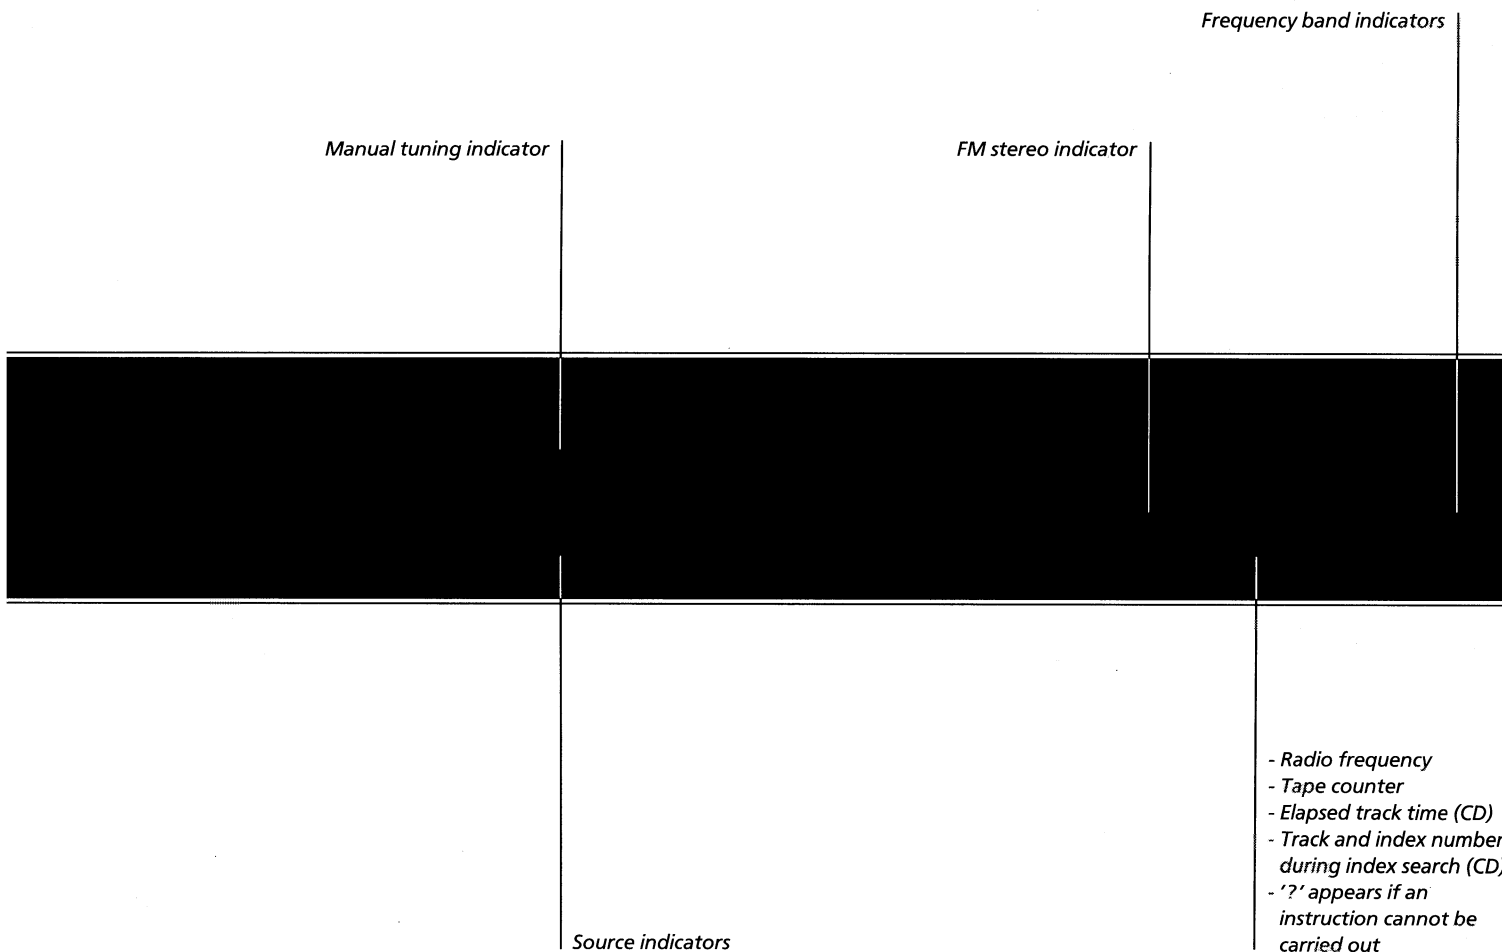 Frequency band indicators
Manual tuning indicator
FM stereo indicator
- Radio frequency
- Tape counter
- Elapsed track time (CD)
- Track and index number
during index search (CD)
- '?' appears if an
instruction cannot be
carried out
Source indicators